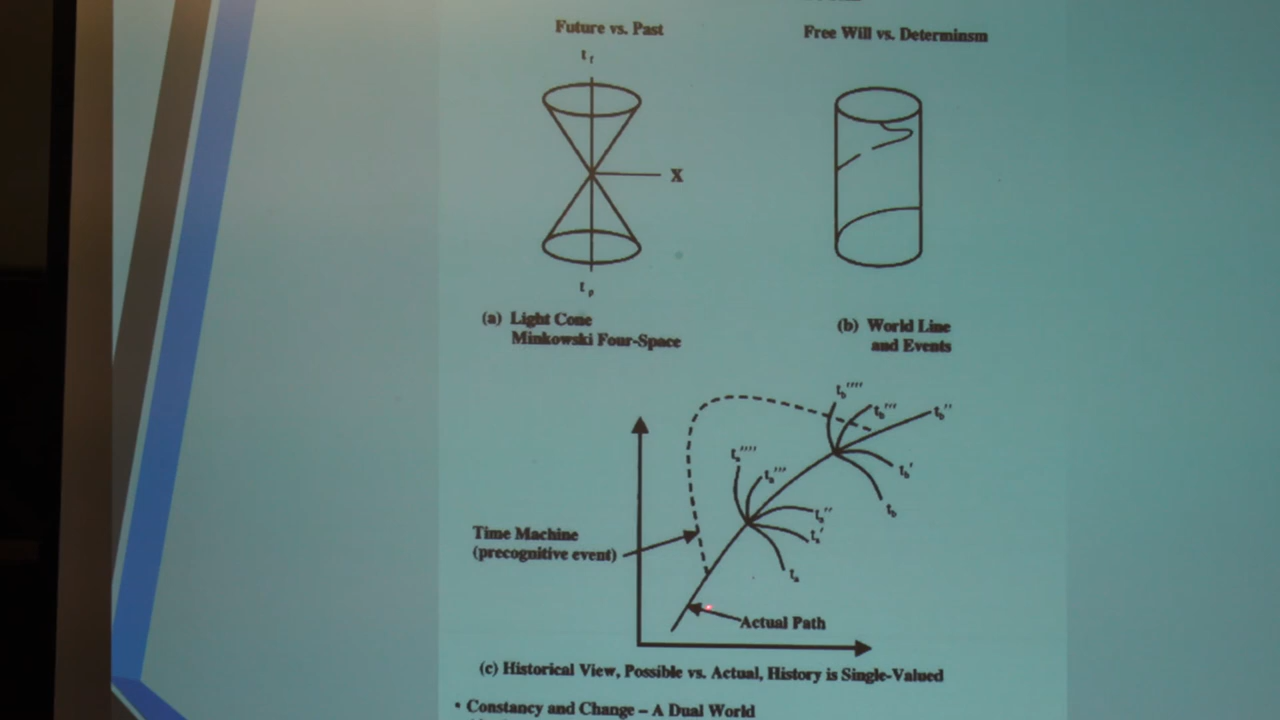 Future vs. Past
Free Will vs. Determinsm
t f
X
t p
(a) Light Cone
Minkowski Four-Space
(b) World Line
and Events
t b''''
t b'''
t b''
t b'
t b
t a''''
t a'''
t a''
t a'
t a
Time Machine
(precognitive event)
Actual Path
(c) Historical View, Possible vs. Actual, History is Single-Valued
• Constancy and Change – A Dual World